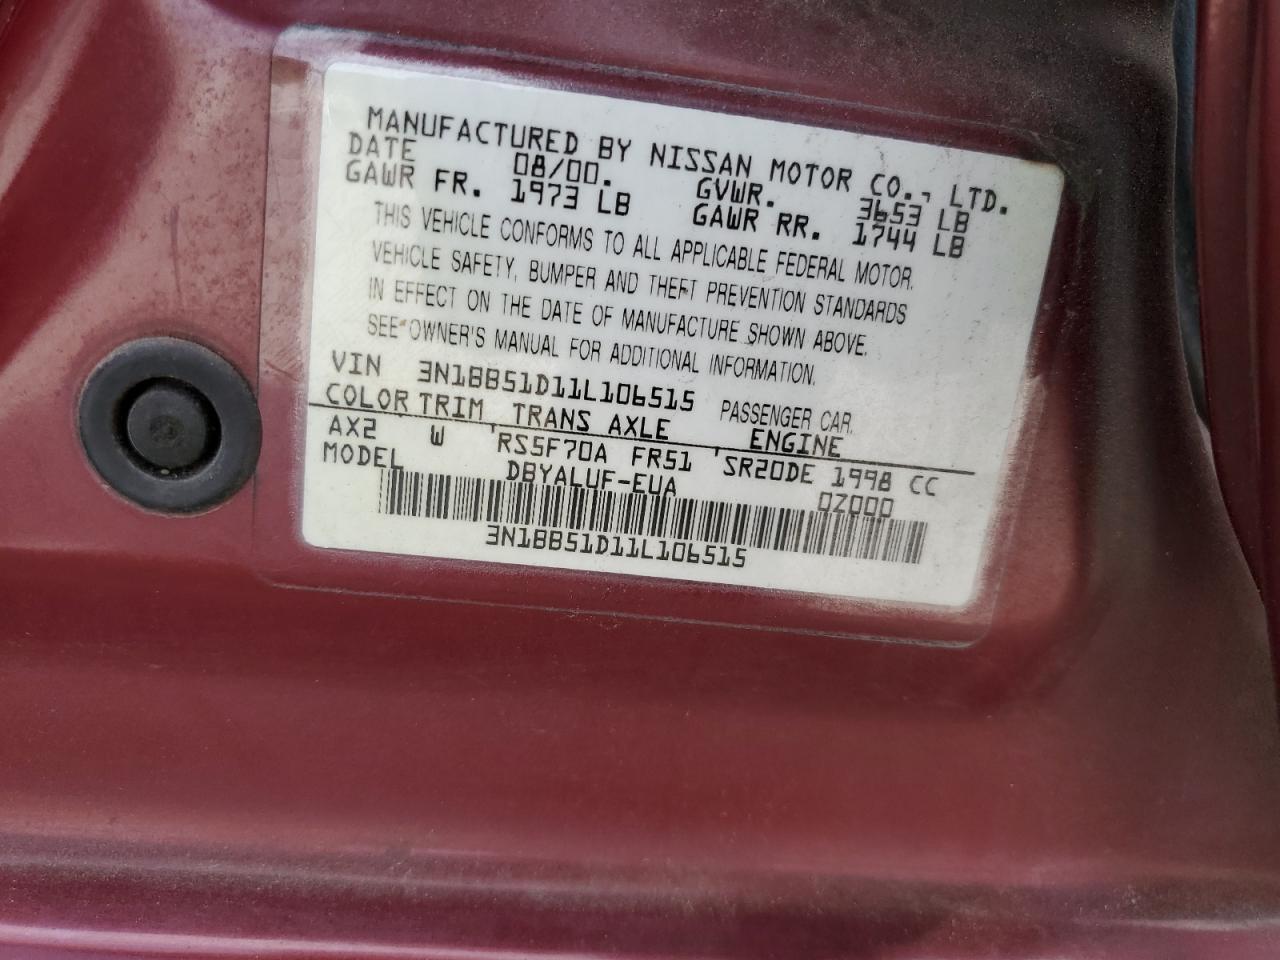 MANUFACTURED BY NISSAN MOTOR CO., LTD.
DATE 08/00. GVWR. 3653 LB
GAWR FR. 1973 LB GAWR RR. 1744 LB
THIS VEHICLE CONFORMS TO ALL APPLICABLE FEDERAL MOTOR.
VEHICLE SAFETY, BUMPER AND THEFT PREVENTION STANDARDS
IN EFFECT ON THE DATE OF MANUFACTURE SHOWN ABOVE.
SEE OWNER'S MANUAL FOR ADDITIONAL INFORMATION.
VIN 3N1BB51D11L106515 PASSENGER CAR.
COLOR TRIM TRANS AXLE ENGINE
AX2 W RS5F70A FR51 SR20DE 1998 CC
MODEL DBYALUF-EUA 0Z000
3N1BB51D11L106515